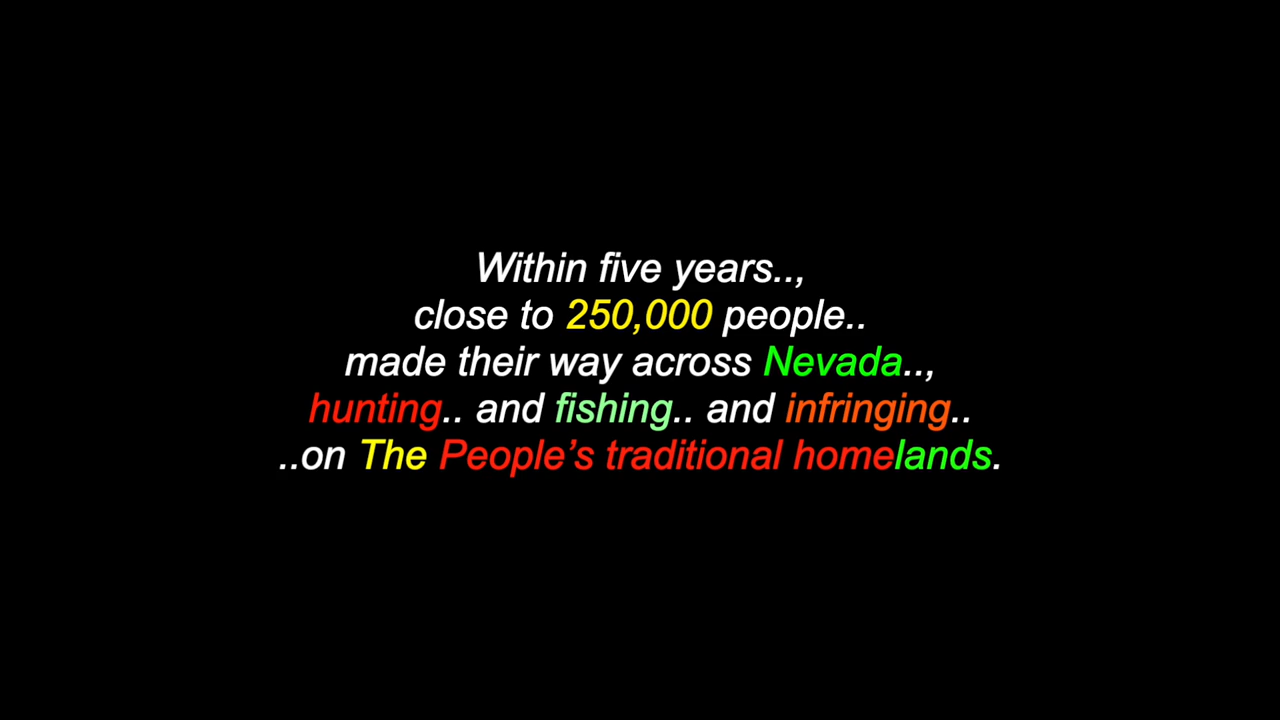 Within five years..,
close to 250,000 people..
made their way across Nevada..,
hunting.. and fishing.. and infringing..
..on The People’s traditional homelands.